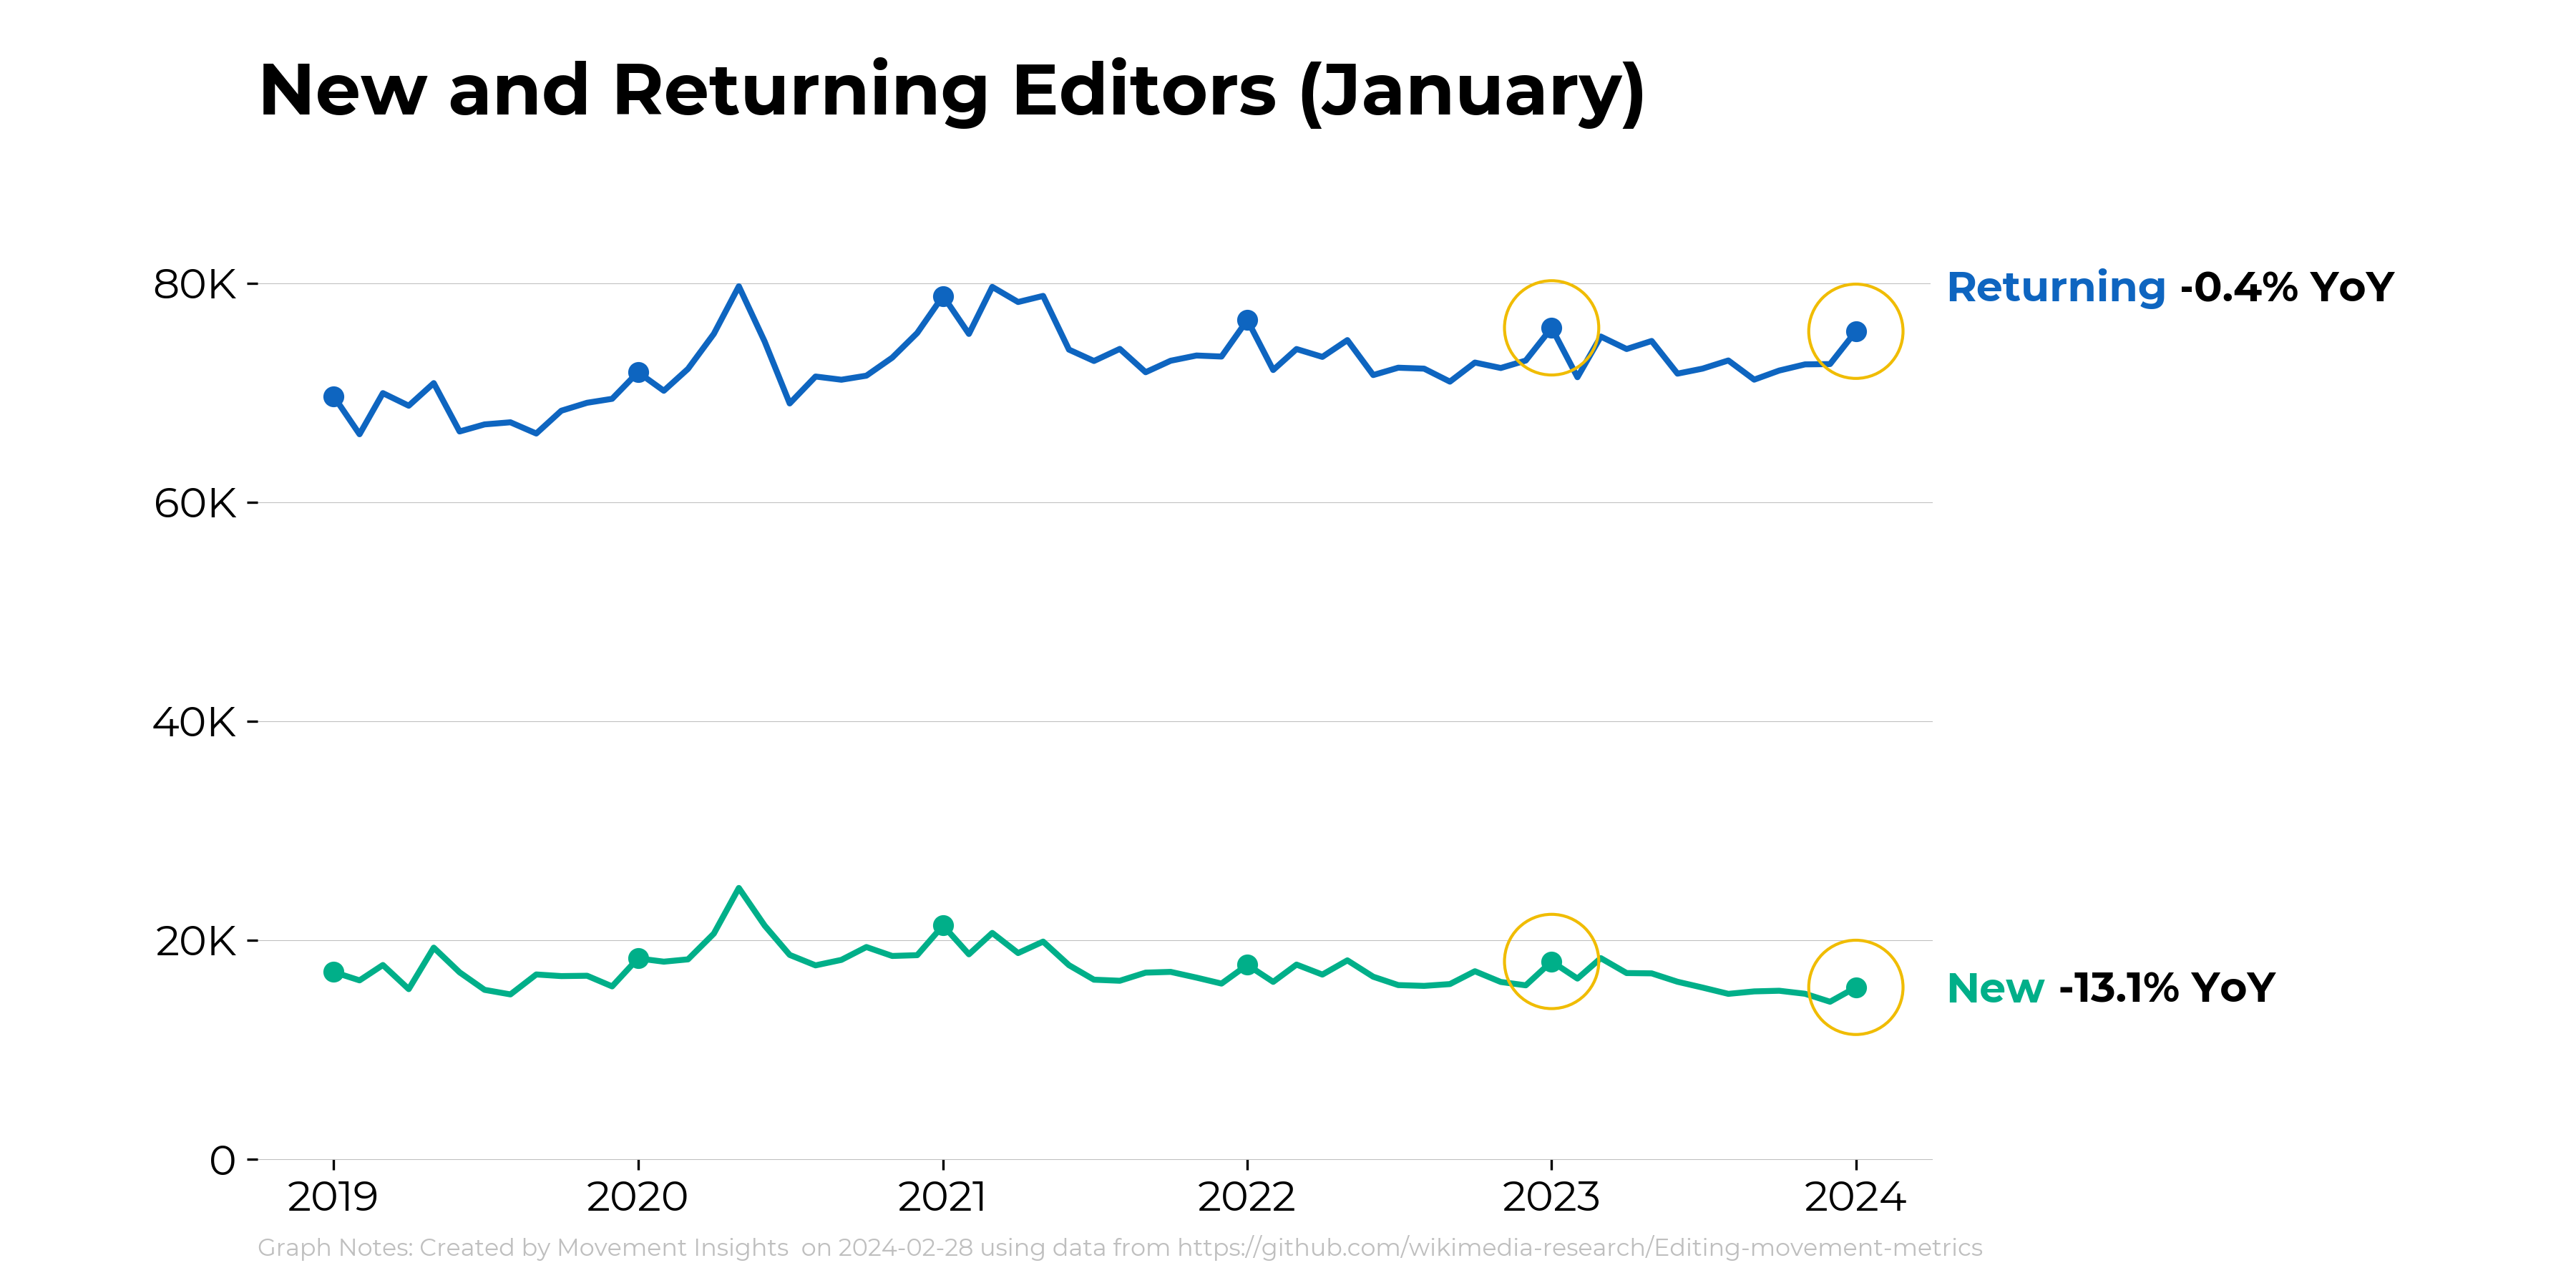 New and Returning Editors (January)
80K
Returning -0.4% YoY
60K
40K
20K
New -13.1% YoY
0
2019 2020 2021 2022 2023 2024
Graph Notes: Created by Movement Insights  on 2024-02-28 using data from https://github.com/wikimedia-research/Editing-movement-metrics